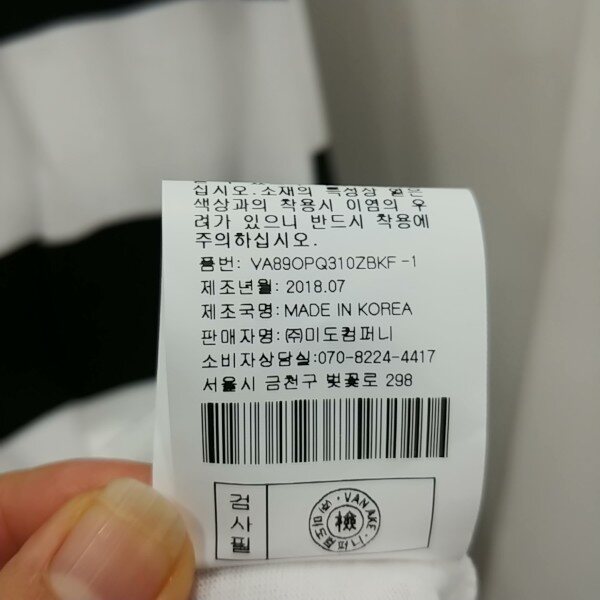 십시오.소재의 특성상 밝은
색상과의 착용시 이염의 우
려가 있으니 반드시 착용에
주의하십시오.
품번: VA89OPQ310ZBKF -1
제조년월: 2018.07
제조국명: MADE IN KOREA
판매자명: ㈜미도컴퍼니
소비자상담실:070-8224-4417
서울시 금천구 벚꽃로 298
검사필
VAN AKE
檢